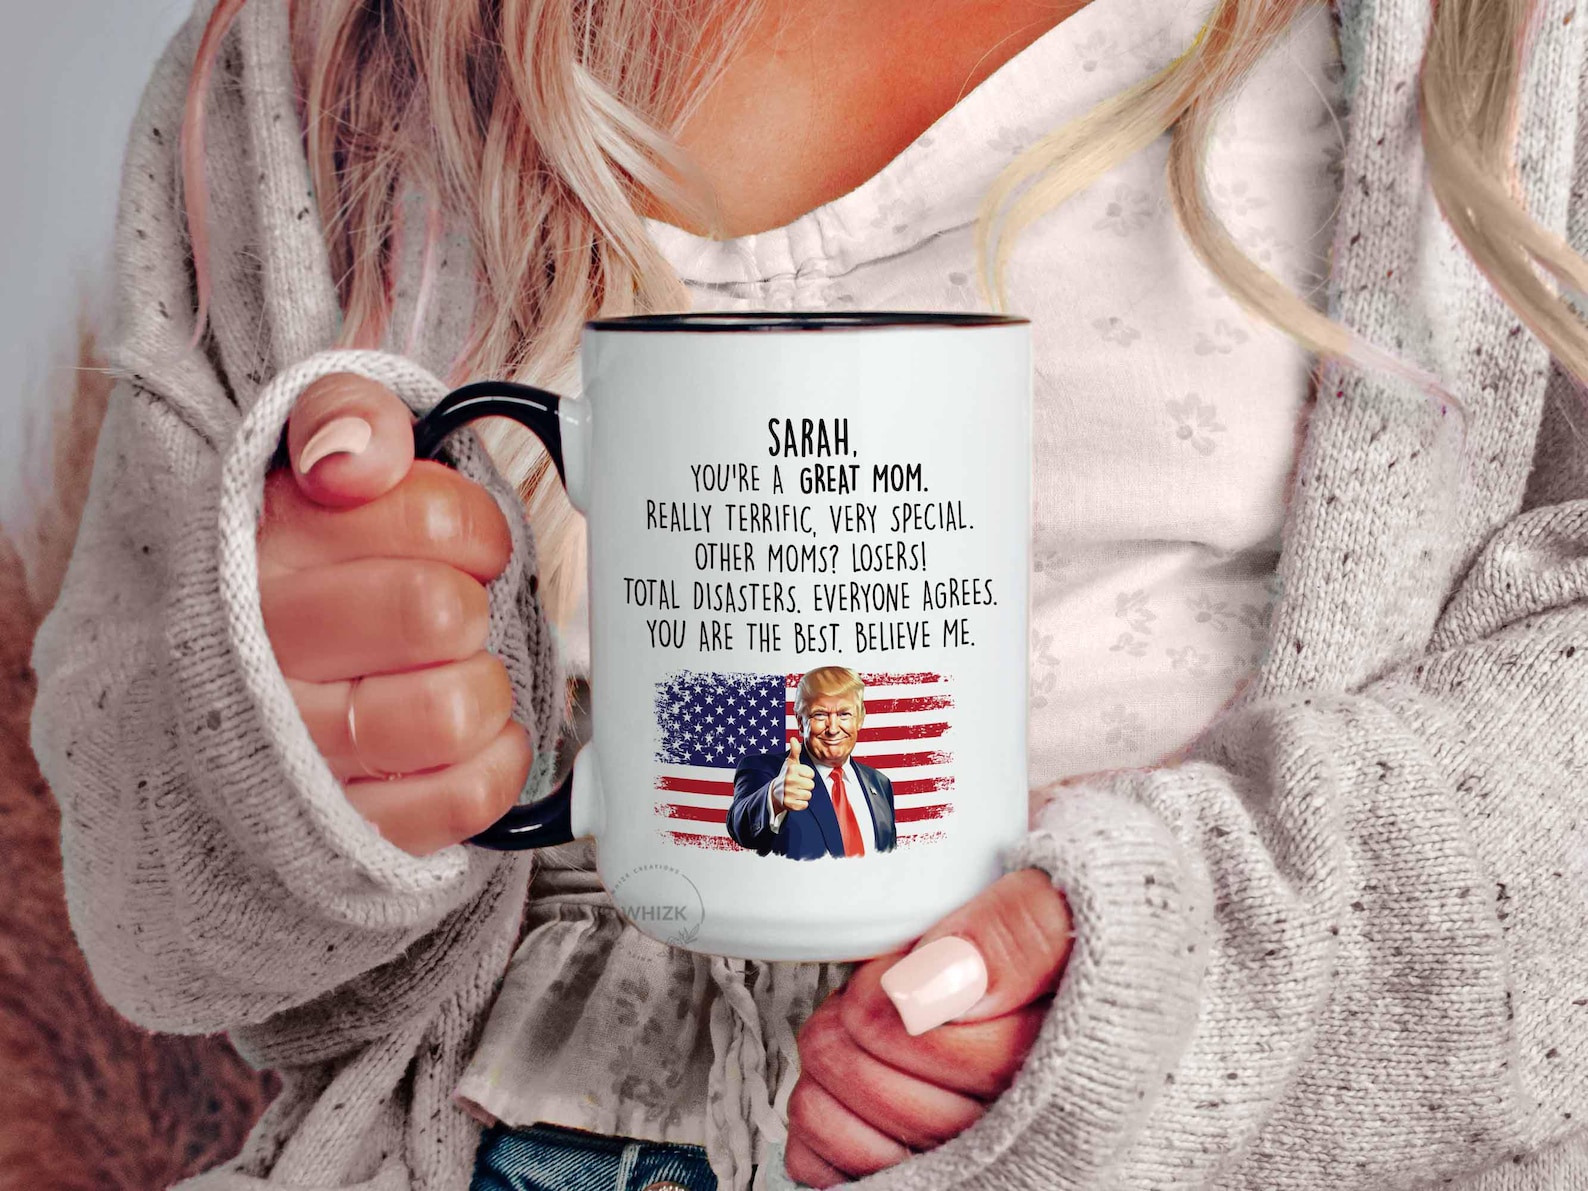 SARAH,
YOU'RE A GREAT MOM.
REALLY TERRIFIC, VERY SPECIAL.
OTHER MOMS? LOSERS!
TOTAL DISASTERS. EVERYONE AGREES.
YOU ARE THE BEST. BELIEVE ME.
CREATIONS
WHIZK